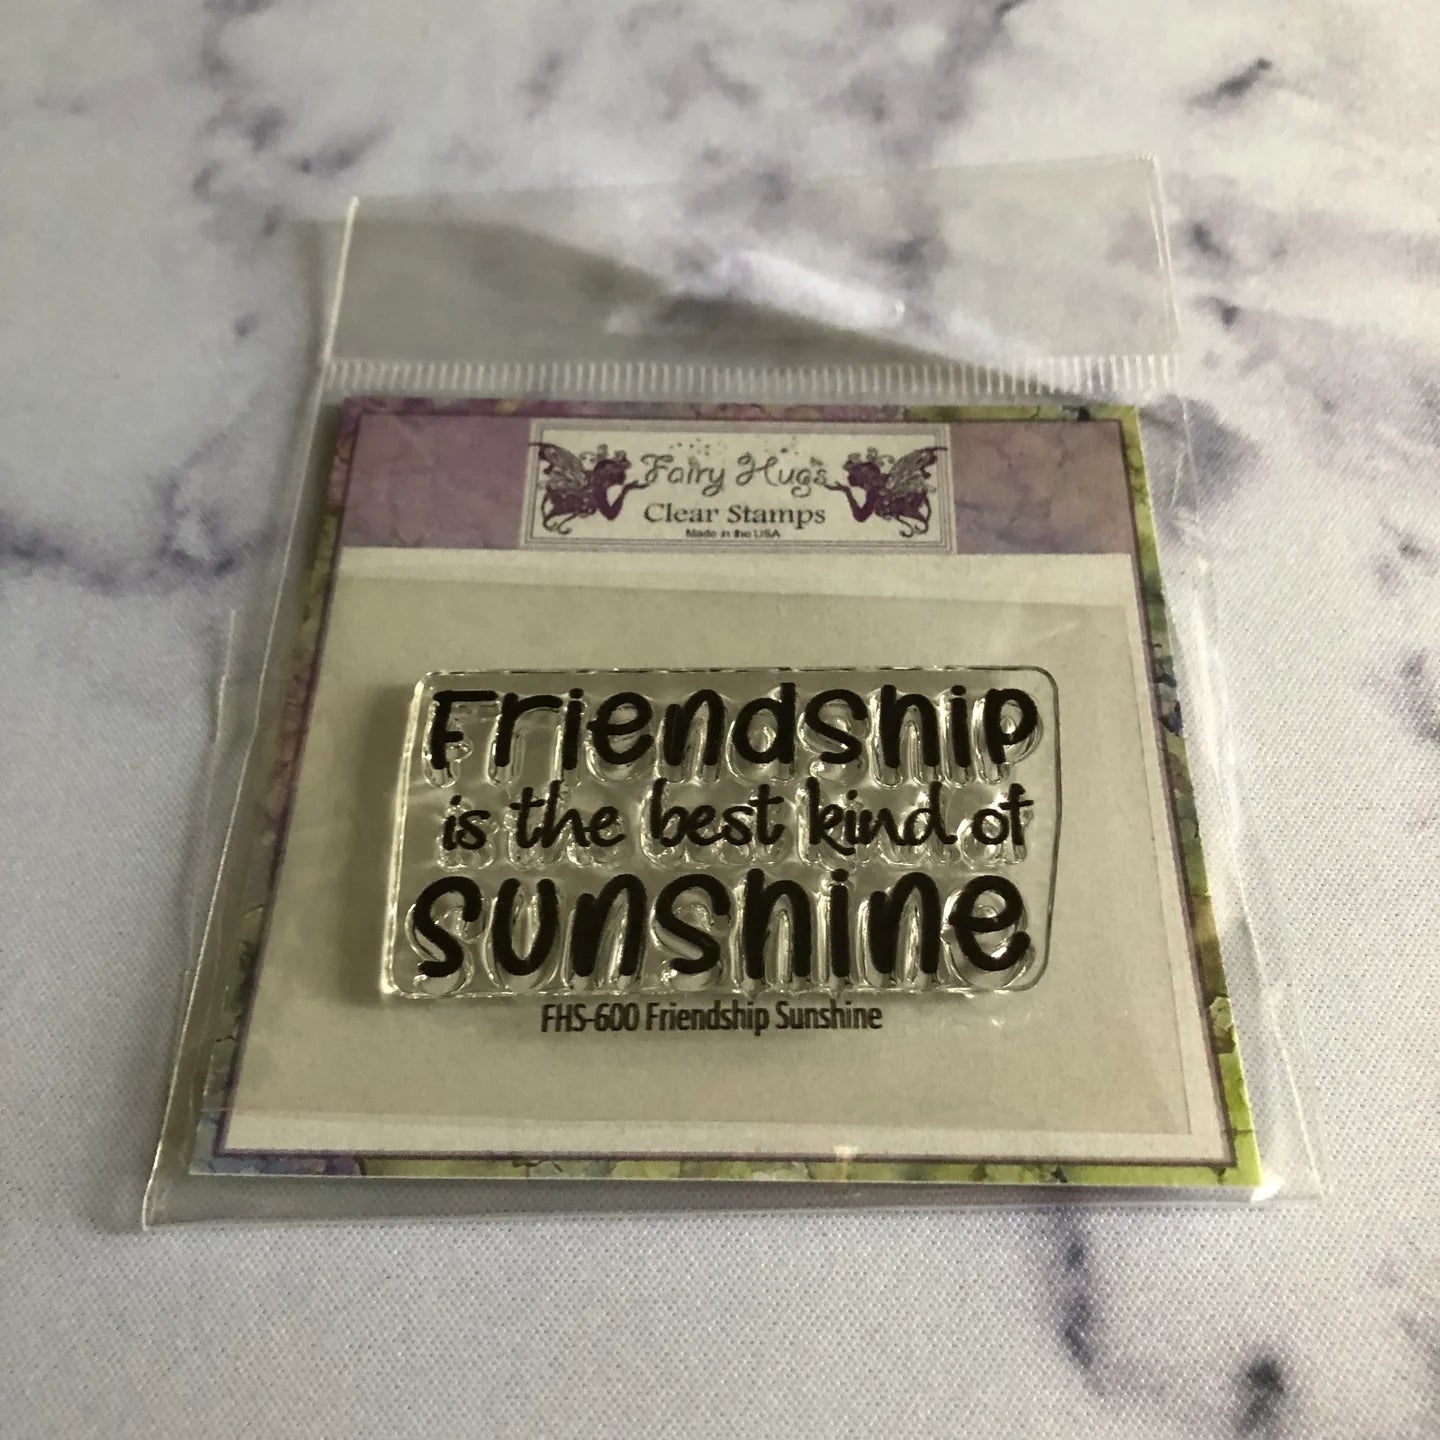 Fairy Hugs
Clear Stamps
Made in the USA
Friendship
is the best kind of
sunshine
FHS-600 Friendship Sunshine